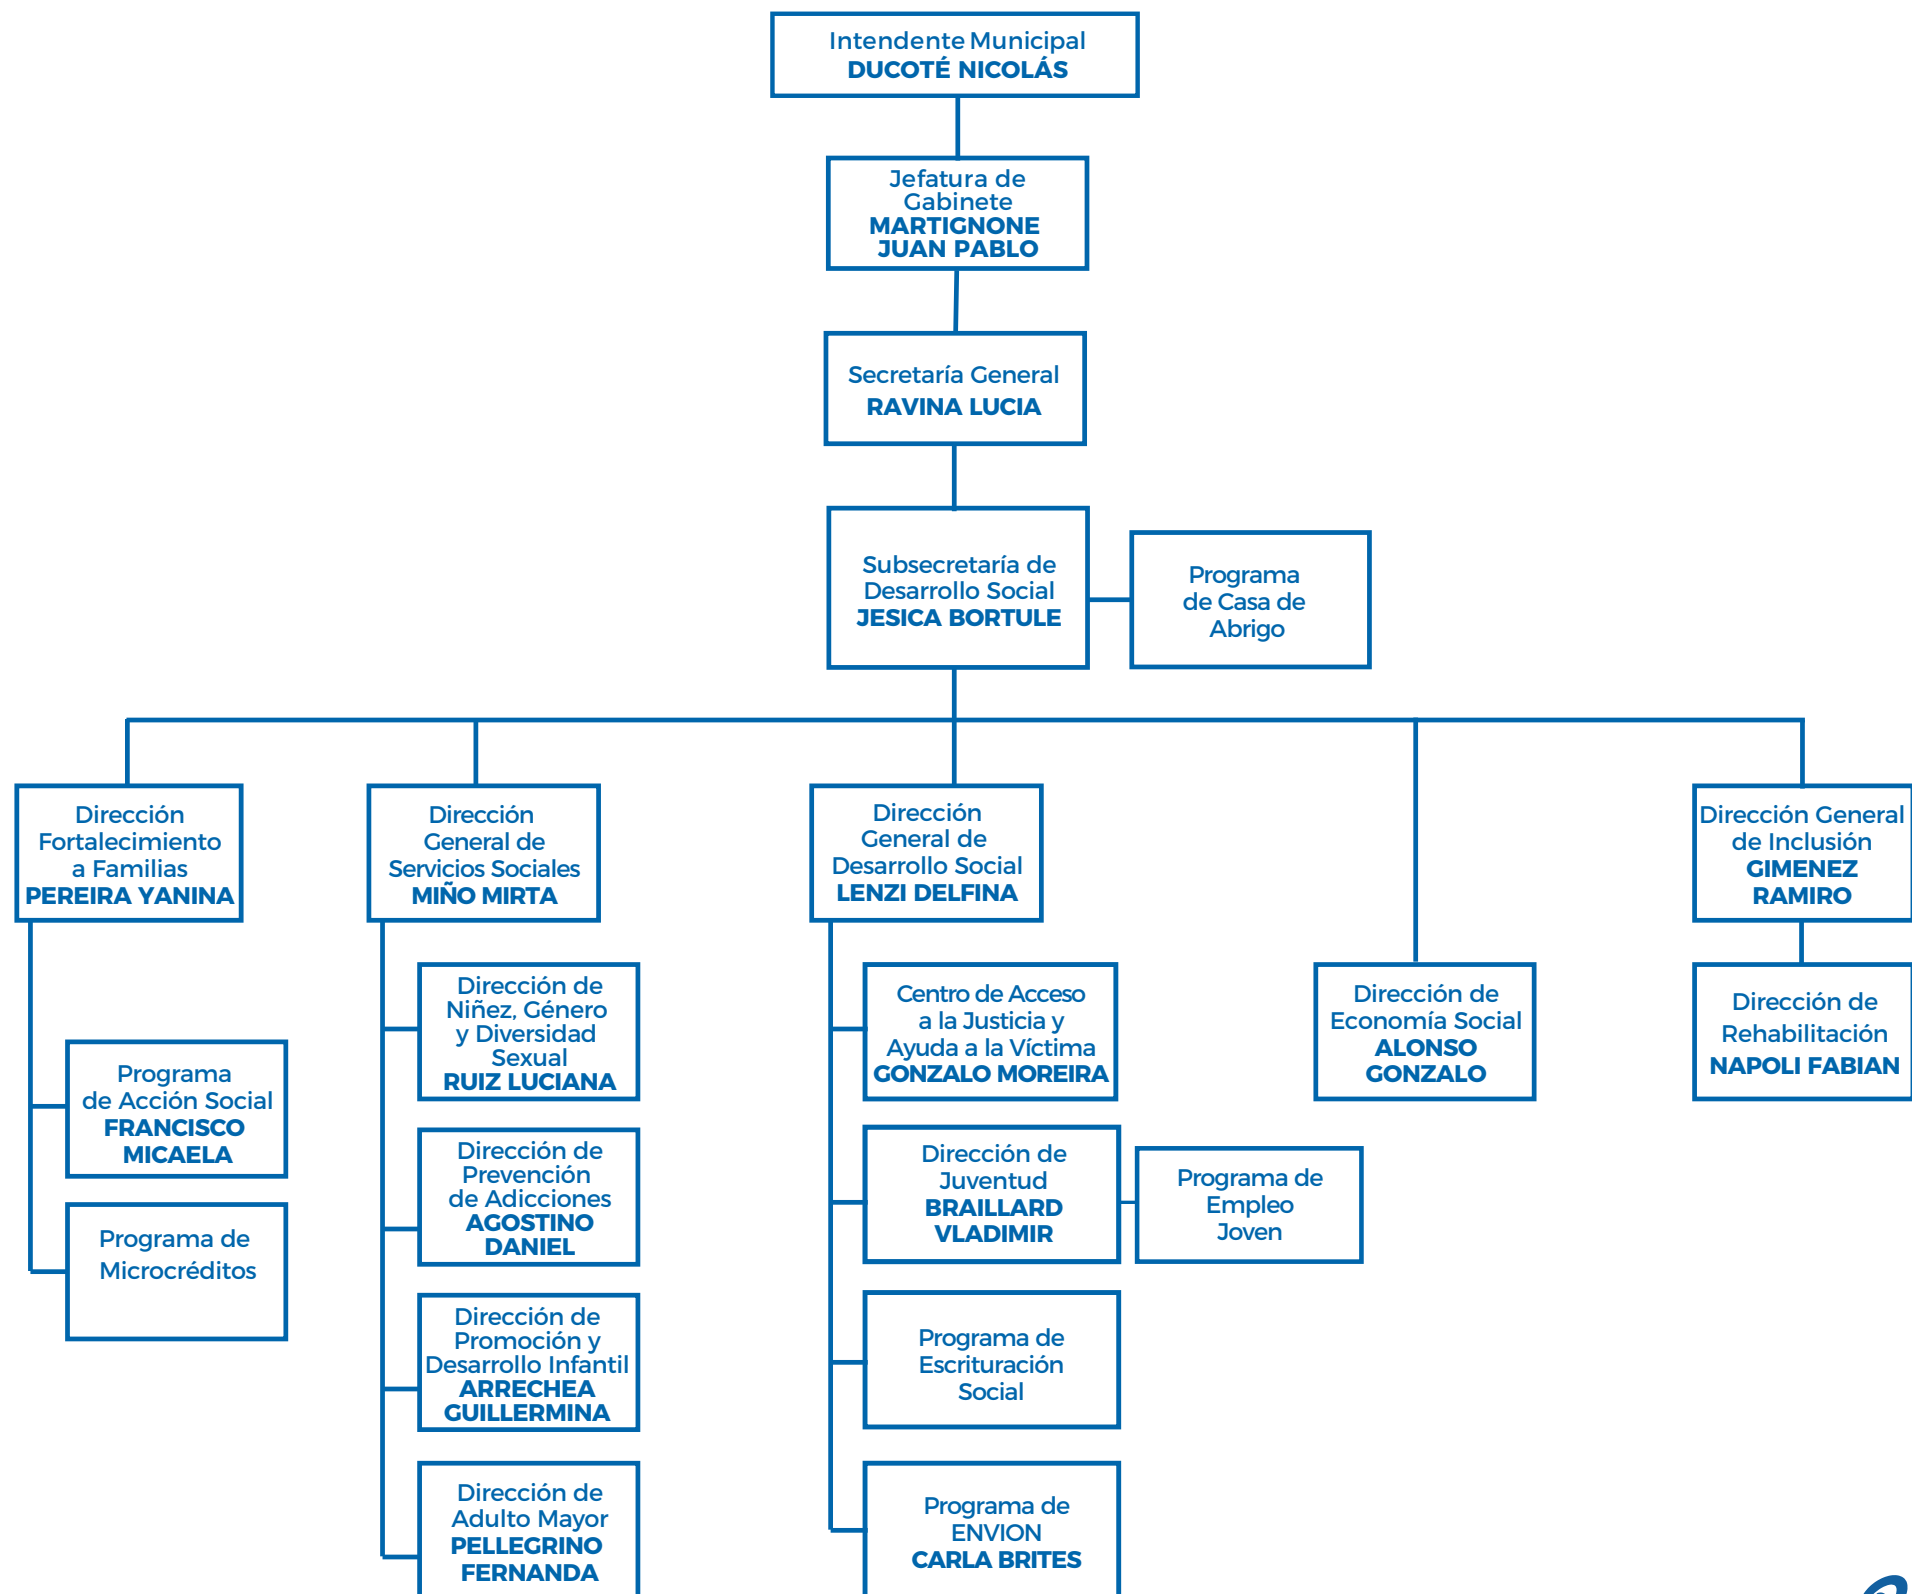 Intendente Municipal
DUCOTÉ NICOLÁS
Jefatura de
Gabinete
MARTIGNONE
JUAN PABLO
Secretaría General
RAVINA LUCIA
Subsecretaría de
Desarrollo Social
JESICA BORTULE
Programa
de Casa de
Abrigo
Dirección
Fortalecimiento
a Familias
PEREIRA YANINA
Programa
de Acción Social
FRANCISCO
MICAELA
Programa de
Microcréditos
Dirección
General de
Servicios Sociales
MIÑO MIRTA
Dirección de
Niñez, Género
y Diversidad
Sexual
RUIZ LUCIANA
Dirección de
Prevención
de Adicciones
AGOSTINO
DANIEL
Dirección de
Promoción y
Desarrollo Infantil
ARRECHEA
GUILLERMINA
Dirección de
Adulto Mayor
PELLEGRINO
FERNANDA
Dirección
General de
Desarrollo Social
LENZI DELFINA
Centro de Acceso
a la Justicia y
Ayuda a la Víctima
GONZALO MOREIRA
Dirección de
Juventud
BRAILLARD
VLADIMIR
Programa de
Empleo
Joven
Programa de
Escrituración
Social
Programa de
ENVION
CARLA BRITES
Dirección de
Economía Social
ALONSO
GONZALO
Dirección General
de Inclusión
GIMENEZ
RAMIRO
Dirección de
Rehabilitación
NAPOLI FABIAN